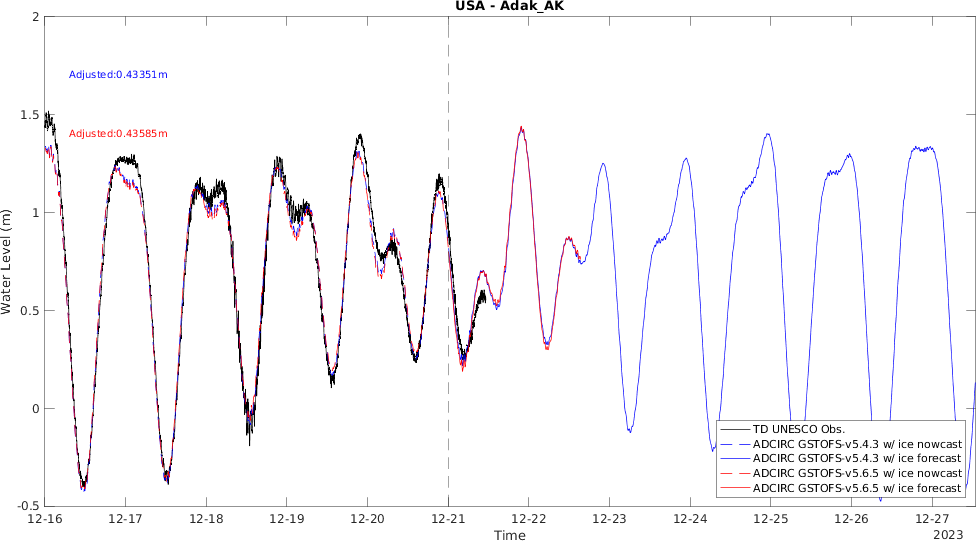 USA - Adak_AK
2
1.5
1
0.5
0
-0.5
Water Level (m)
Adjusted:0.43351m
Adjusted:0.43585m
TD UNESCO Obs.
ADCIRC GSTOFS-v5.4.3 w/ ice nowcast
ADCIRC GSTOFS-v5.4.3 w/ ice forecast
ADCIRC GSTOFS-v5.6.5 w/ ice nowcast
ADCIRC GSTOFS-v5.6.5 w/ ice forecast
12-16 12-17 12-18 12-19 12-20 12-21 12-22 12-23 12-24 12-25 12-26 12-27
Time
2023